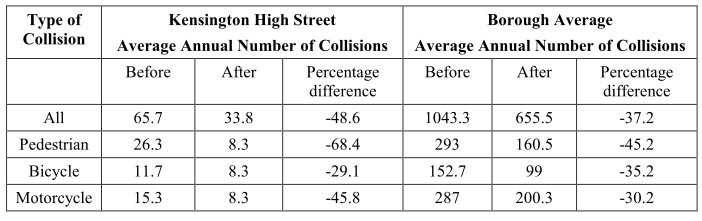 Type of Collision Kensington High Street Borough Average
Average Annual Number of Collisions Average Annual Number of Collisions
Before After Percentage difference Before After Percentage difference
All 65.7 33.8 -48.6 1043.3 655.5 -37.2
Pedestrian 26.3 8.3 -68.4 293 160.5 -45.2
Bicycle 11.7 8.3 -29.1 152.7 99 -35.2
Motorcycle 15.3 8.3 -45.8 287 200.3 -30.2